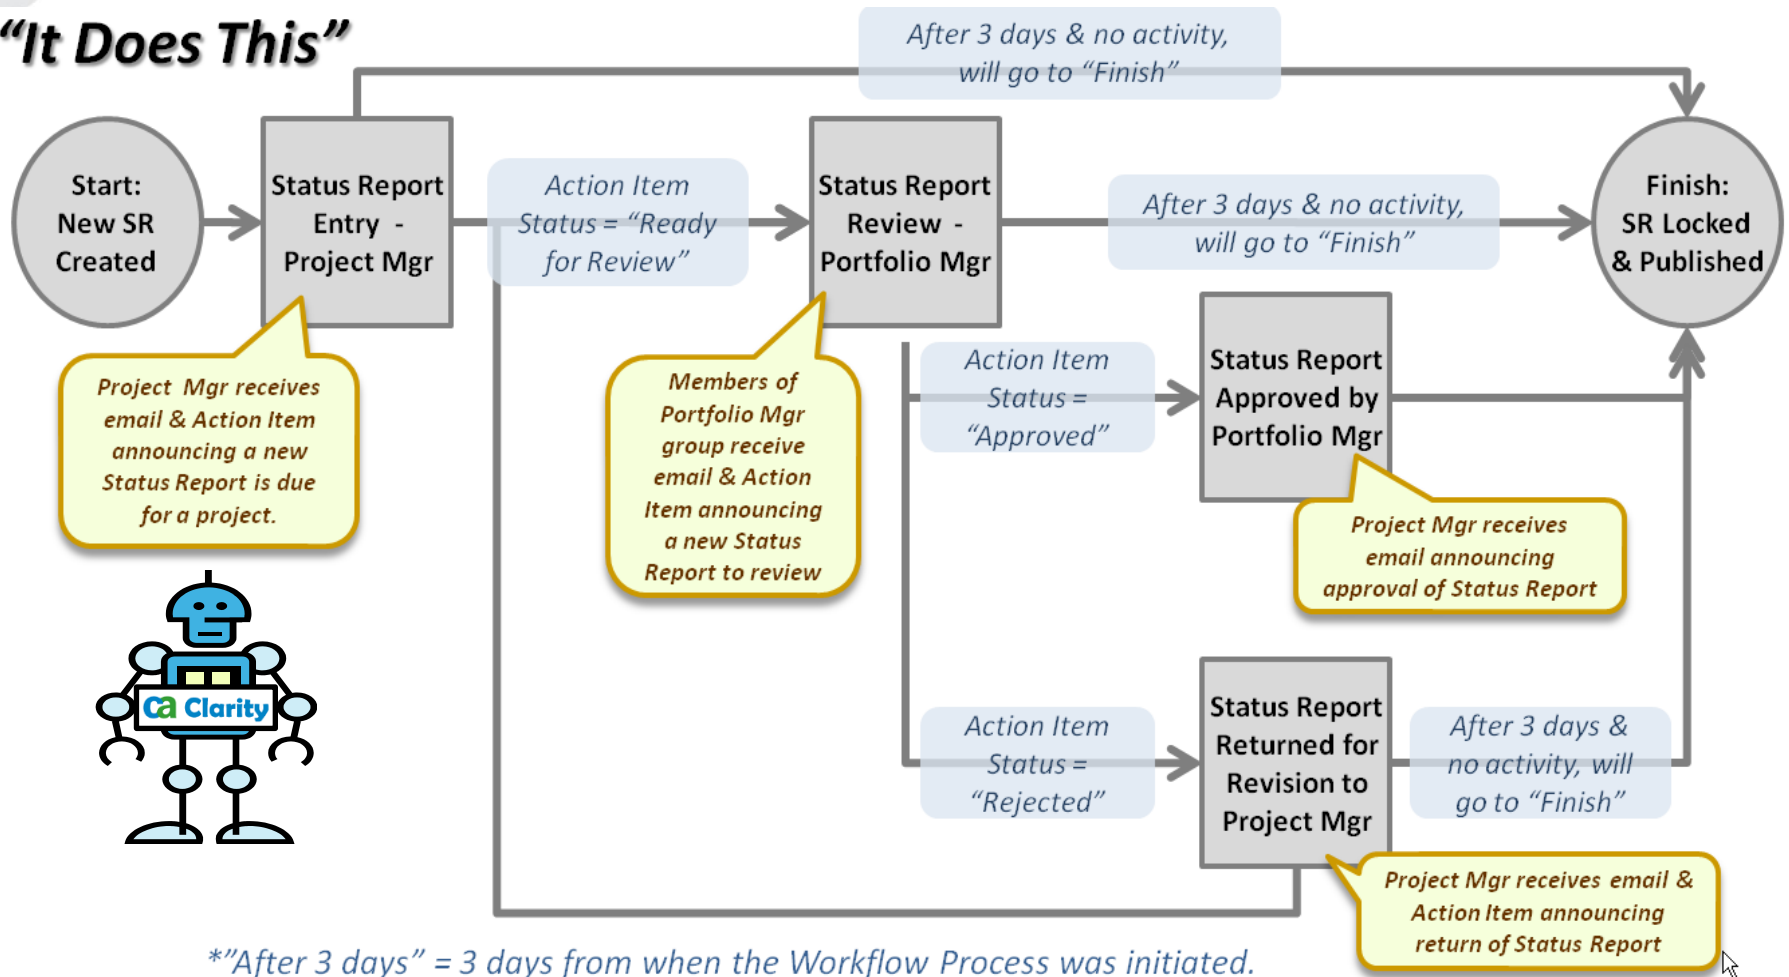 “It Does This”
After 3 days & no activity,
will go to “Finish”
Start:
New SR
Created
Status Report
Entry -
Project Mgr
Action Item
Status = “Ready
for Review”
Status Report
Review -
Portfolio Mgr
After 3 days & no activity,
will go to “Finish”
Finish:
SR Locked
& Published
Project Mgr receives
email & Action Item
announcing a new
Status Report is due
for a project.
Members of
Portfolio Mgr
group receive
email & Action
Item announcing
a new Status
Report to review
Action Item
Status =
“Approved”
Status Report
Approved by
Portfolio Mgr
Project Mgr receives
email announcing
approval of Status Report
ca Clarity
Action Item
Status =
“Rejected”
Status Report
Returned for
Revision to
Project Mgr
After 3 days &
no activity, will
go to “Finish”
Project Mgr receives email &
Action Item announcing
return of Status Report
*”After 3 days” = 3 days from when the Workflow Process was initiated.